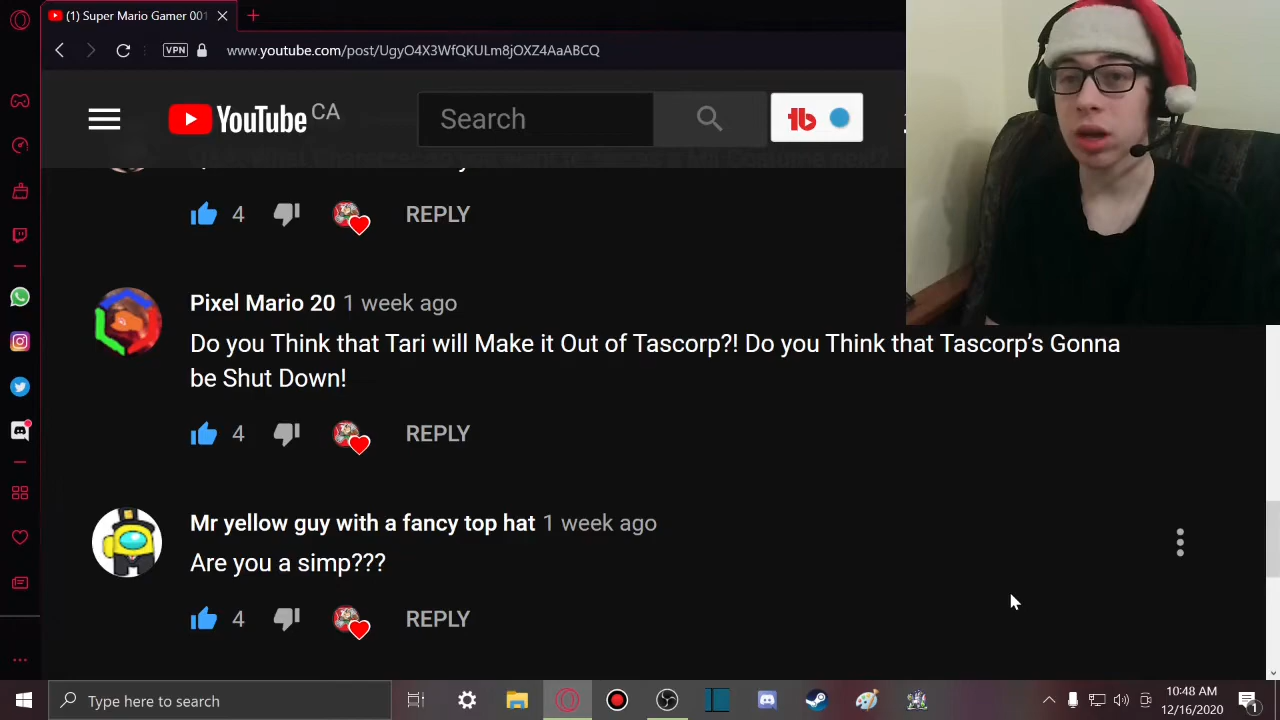 (1) Super Mario Gamer 001
VPN
www.youtube.com/post/UgyO4X3WfQKULm8jOXZ4AaABCQ
YouTube CA
Search
tb
4 REPLY
Pixel Mario 20 1 week ago
Do you Think that Tari will Make it Out of Tascorp?! Do you Think that Tascorp’s Gonna
be Shut Down!
4 REPLY
Mr yellow guy with a fancy top hat 1 week ago
Are you a simp???
4 REPLY
Type here to search
10:48 AM
12/16/2020
1